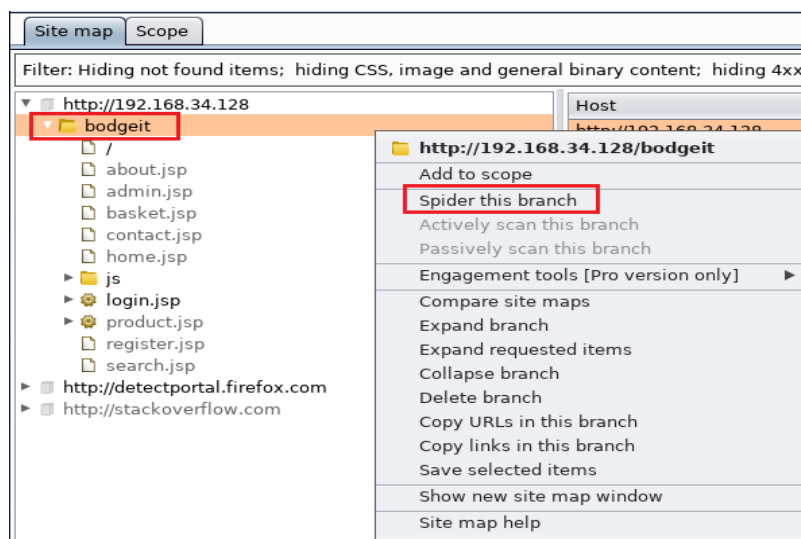 Site map Scope
Filter: Hiding not found items; hiding CSS, image and general binary content; hiding 4xx
http://192.168.34.128
bodgeit
/
about.jsp
admin.jsp
basket.jsp
contact.jsp
home.jsp
js
login.jsp
product.jsp
register.jsp
search.jsp
http://detectportal.firefox.com
http://stackoverflow.com
Host
http://192.168.34.128
http://192.168.34.128/bodgeit
Add to scope
Spider this branch
Actively scan this branch
Passively scan this branch
Engagement tools [Pro version only]
Compare site maps
Expand branch
Expand requested items
Collapse branch
Delete branch
Copy URLs in this branch
Copy links in this branch
Save selected items
Show new site map window
Site map help